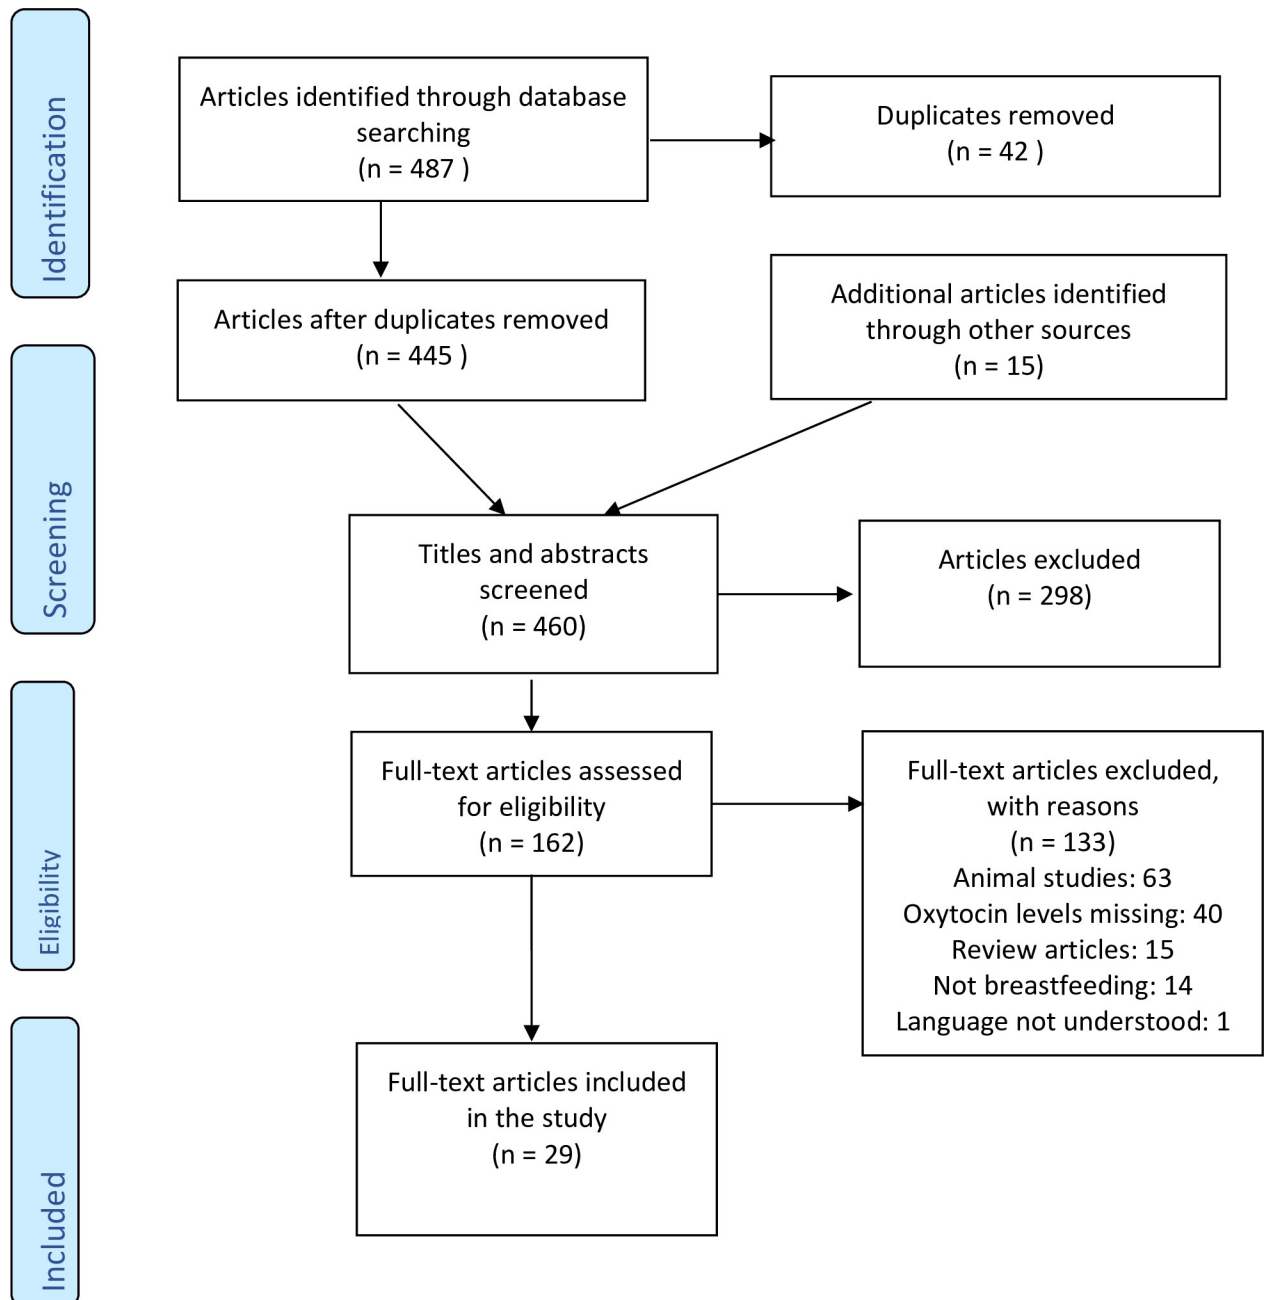 Identification
Articles identified through database
searching
(n = 487 )
Duplicates removed
(n = 42 )
Articles after duplicates removed
(n = 445 )
Additional articles identified
through other sources
(n = 15)
Screening
Titles and abstracts
screened
(n = 460)
Articles excluded
(n = 298)
Eligibility
Full-text articles assessed
for eligibility
(n = 162)
Full-text articles excluded,
with reasons
(n = 133)
Animal studies: 63
Oxytocin levels missing: 40
Review articles: 15
Not breastfeeding: 14
Language not understood: 1
Included
Full-text articles included
in the study
(n = 29)